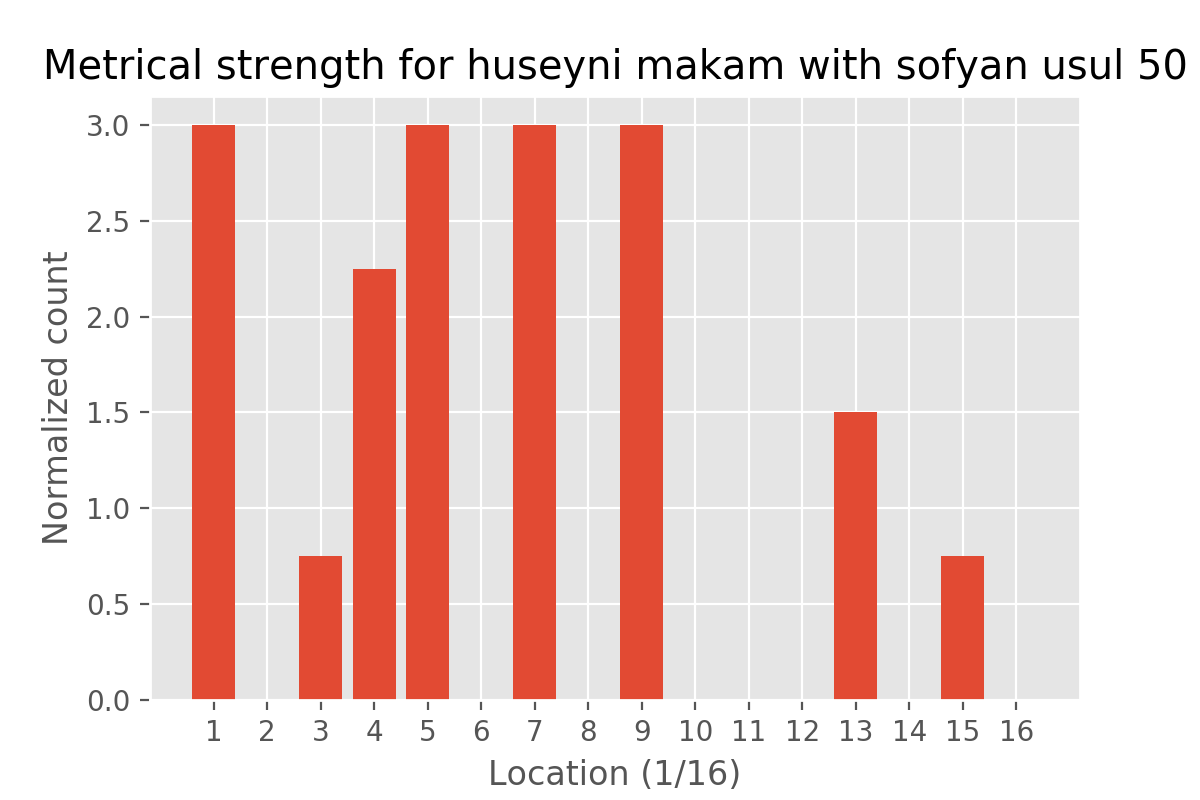 Metrical strength for huseyni makam with sofyan usul 50
Normalized count
3.0
2.5
2.0
1.5
1.0
0.5
0.0
1 2 3 4 5 6 7 8 9 10 11 12 13 14 15 16
Location (1/16)